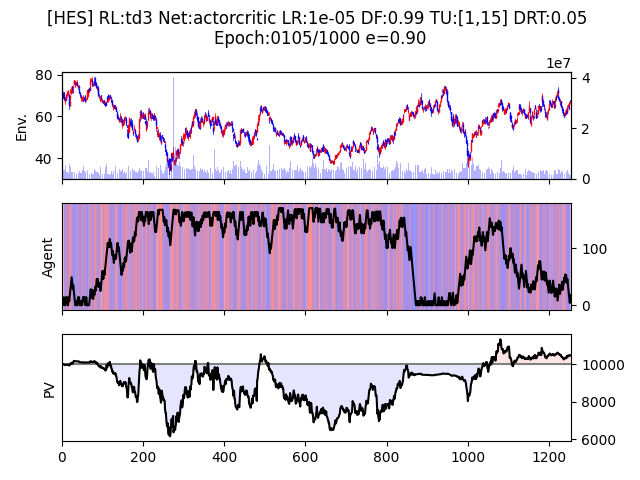 [HES] RL:td3 Net:actorcritic LR:1e-05 DF:0.99 TU:[1,15] DRT:0.05
Epoch:0105/1000 e=0.90
1e7
80
60
40
Env.
4
2
0
Agent
100
0
PV
10000
8000
6000
0 200 400 600 800 1000 1200